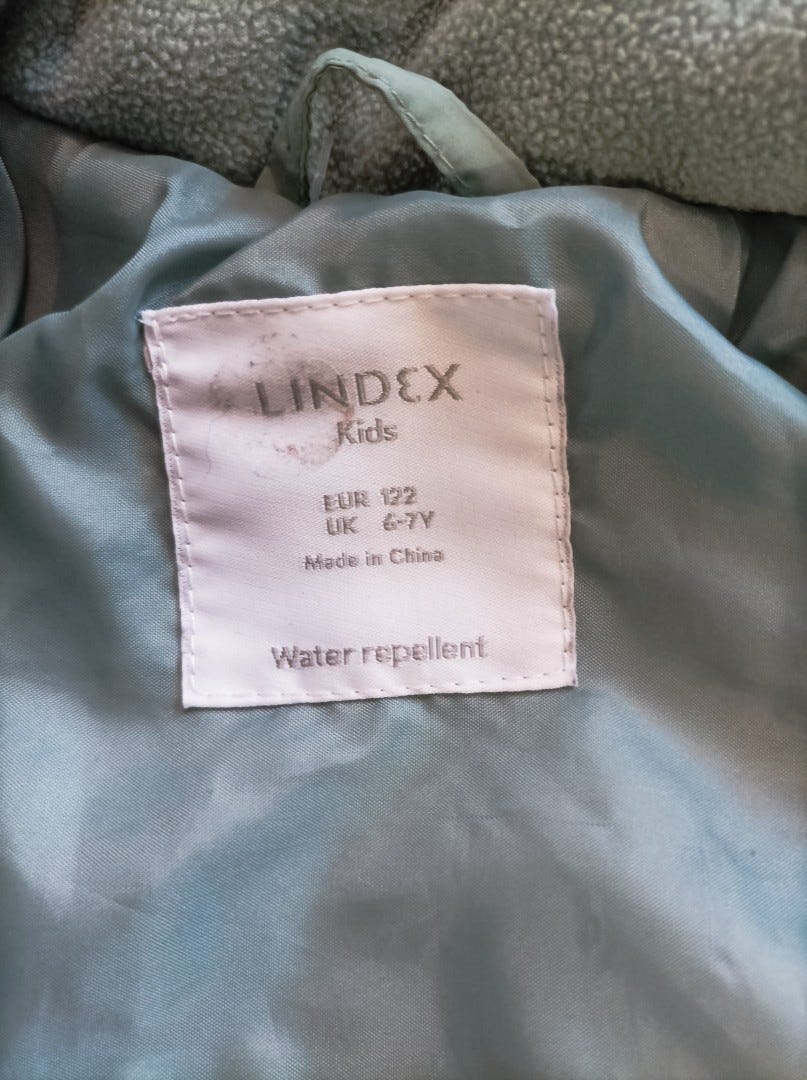 LINDEX
Kids
EUR 122
UK 6-7Y
Made in China
Water repellent